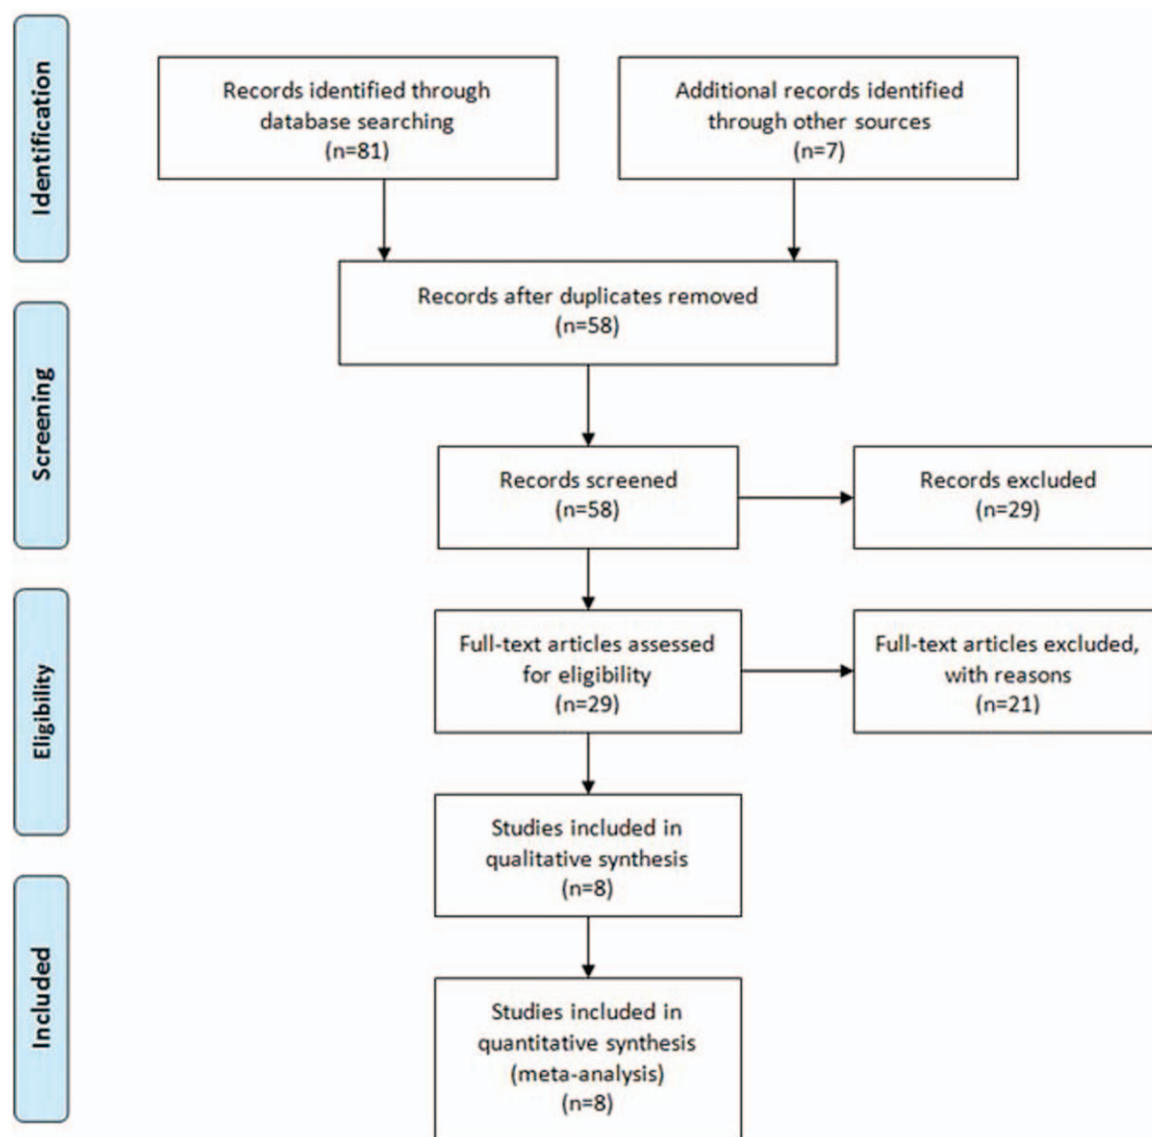 Identification
Records identified through
database searching
(n=81)
Additional records identified
through other sources
(n=7)
Records after duplicates removed
(n=58)
Screening
Records screened
(n=58)
Records excluded
(n=29)
Eligibility
Full-text articles assessed
for eligibility
(n=29)
Full-text articles excluded,
with reasons
(n=21)
Studies included in
qualitative synthesis
(n=8)
Included
Studies included in
quantitative synthesis
(meta-analysis)
(n=8)